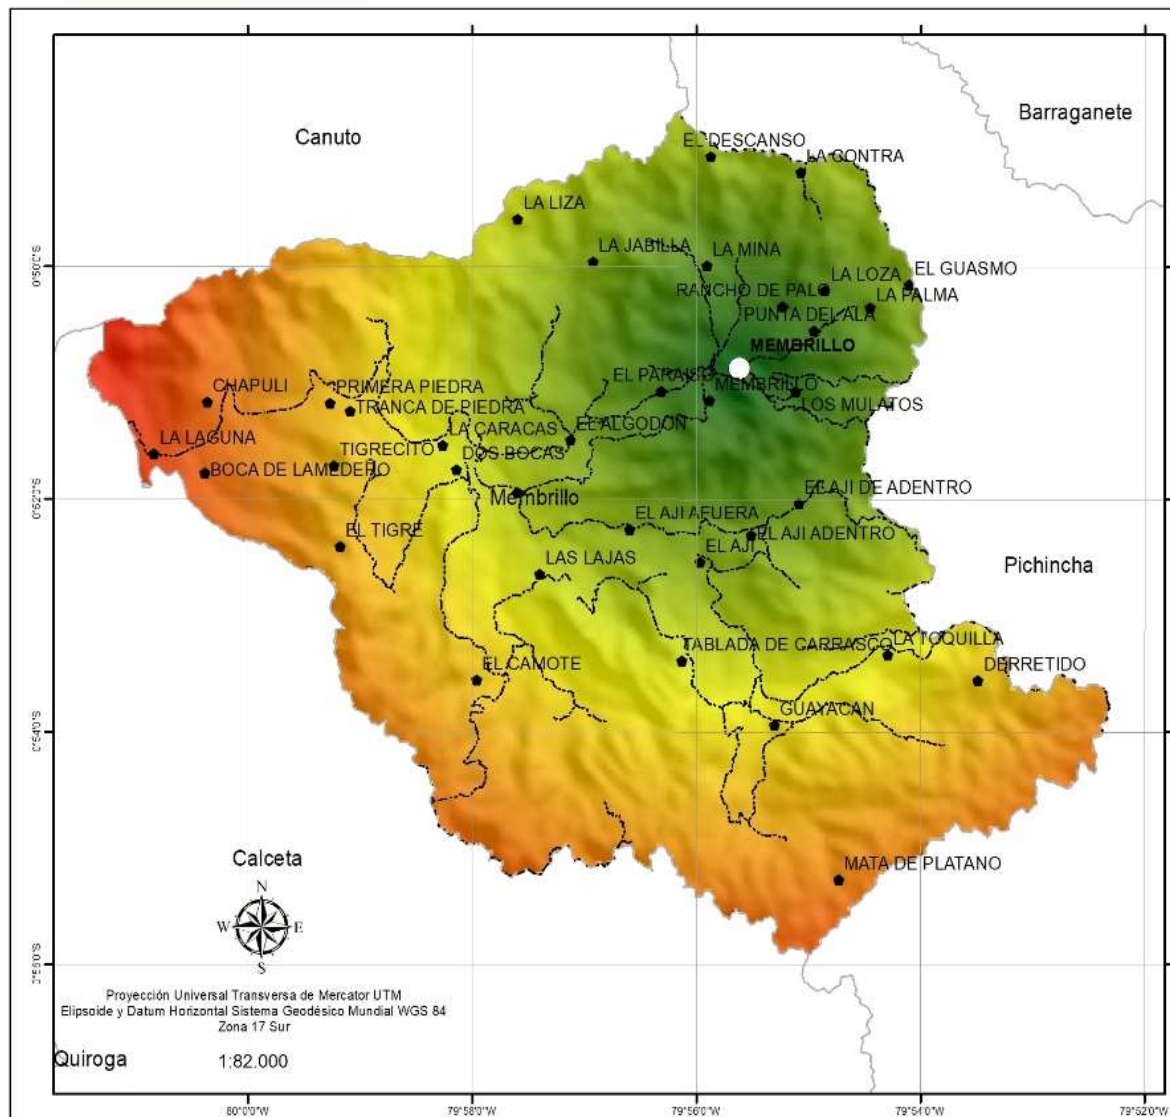 Barraganete
Canuto
EL DESCANSO
LA CONTRA
LA LIZA
LA JABILLA
LA MINA
0°50'0"S
LA LOZA
EL GUASMO
RANCHO DE PALO
LA PALMA
PUNTA DEL ALA
MEMBRILLO
EL PARAISO
MEMBRILLO
CHAPULI
PRIMERA PIEDRA
LOS MULATOS
TRANCA DE PIEDRA
LA CARACAS
EL ALGODON
LA LAGUNA
TIGRECITO
DOS BOCAS
BOCA DE LAMEDERO
EL AJI DE ADENTRO
Membrillo
0°52'0"S
EL AJI AFUERA
EL TIGRE
EL AJI ADENTRO
EL AJI
LAS LAJAS
Pichincha
TABLADA DE CARRASCO
LA TOQUILLA
EL CAMOTE
DERRETIDO
GUAYACAN
0°54'0"S
Calceta
MATA DE PLATANO
N
W
E
S
0°56'0"S
Proyección Universal Transversa de Mercator UTM
Elipsoide y Datum Horizontal Sistema Geodésico Mundial WGS 84
Zona 17 Sur
Quiroga
1:82.000
80°0'0"W
79°58'0"W
79°56'0"W
79°54'0"W
79°52'0"W